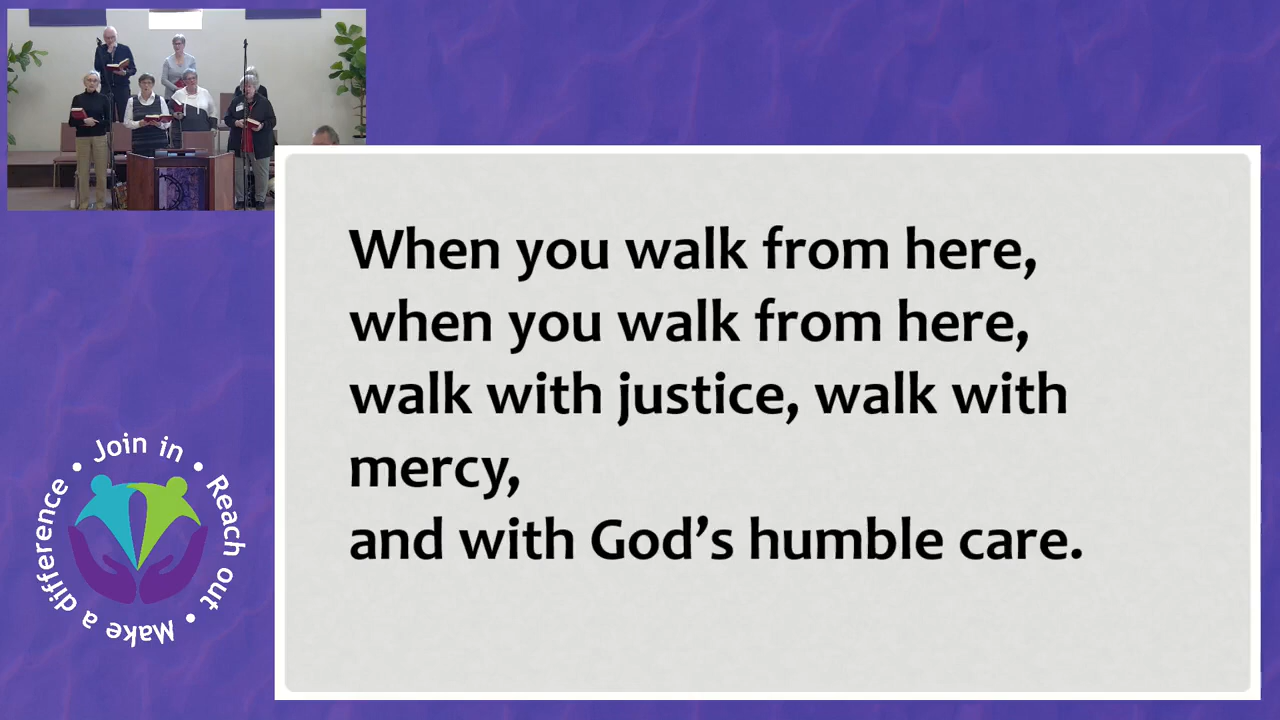 When you walk from here,
when you walk from here,
walk with justice, walk with
mercy,
and with God’s humble care.
Join in • Reach out • Make a difference •